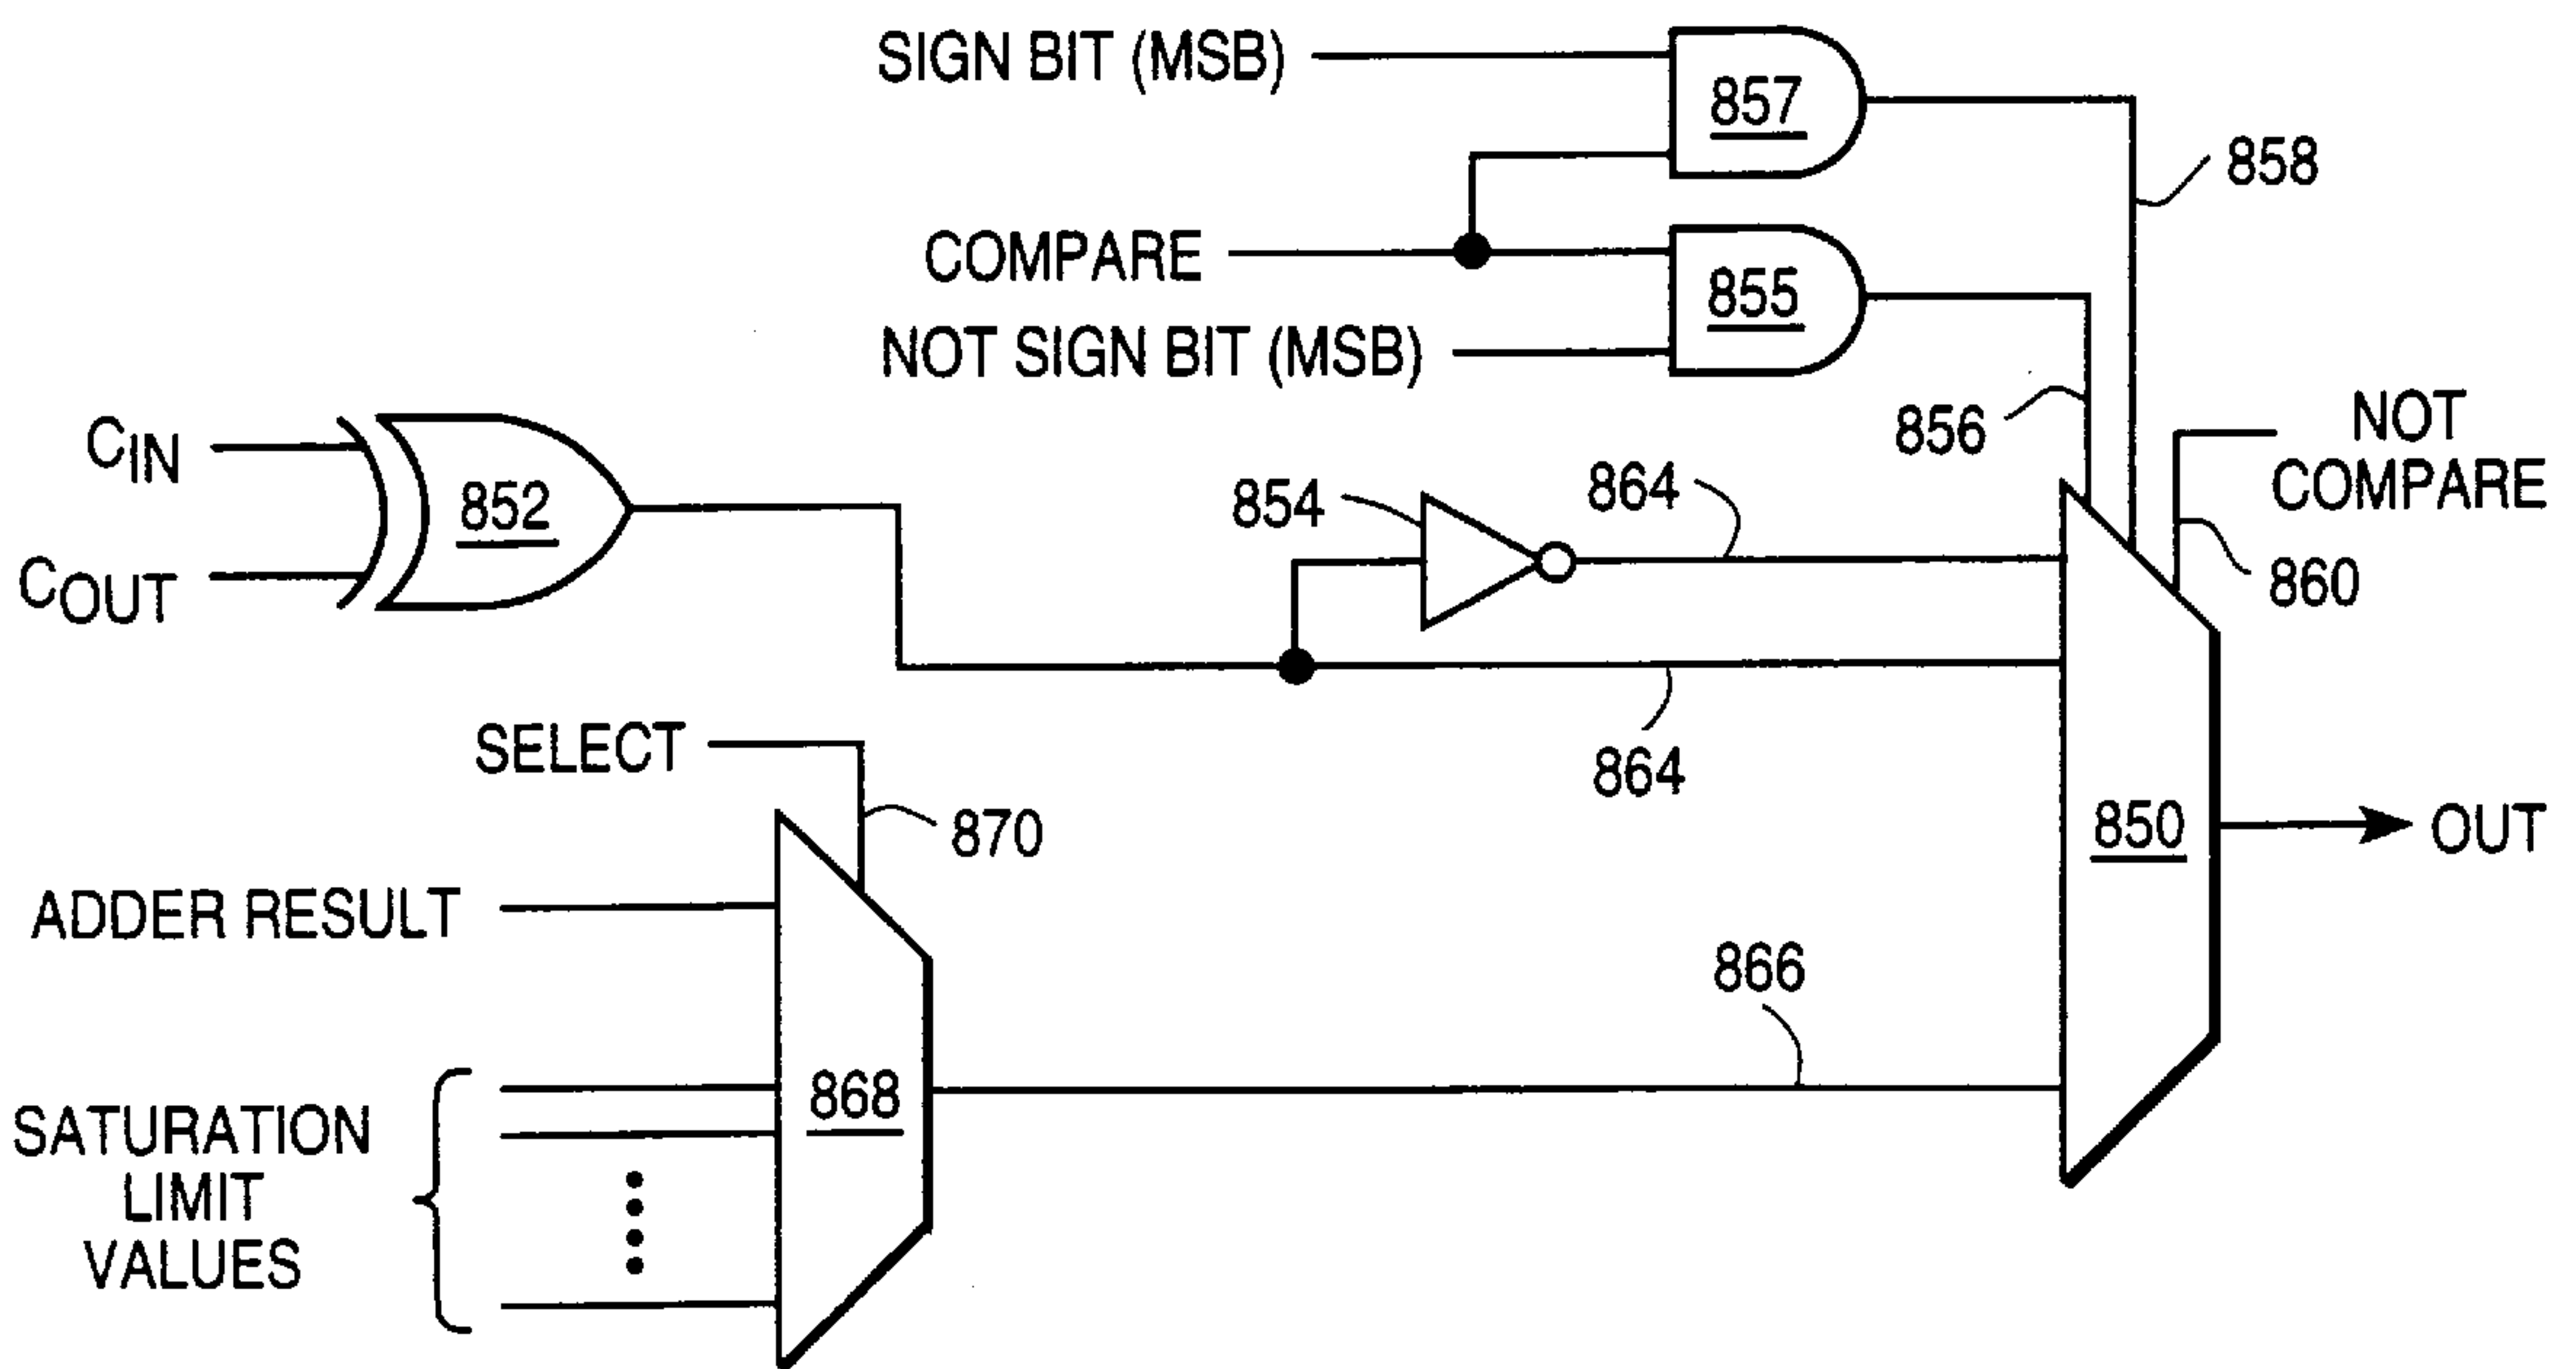 SIGN BIT (MSB)
857
858
COMPARE
855
NOT SIGN BIT (MSB)
856
NOT
COMPARE
860
CIN
COUT
852
854
864
864
SELECT
870
850
OUT
ADDER RESULT
866
868
SATURATION
LIMIT
VALUES